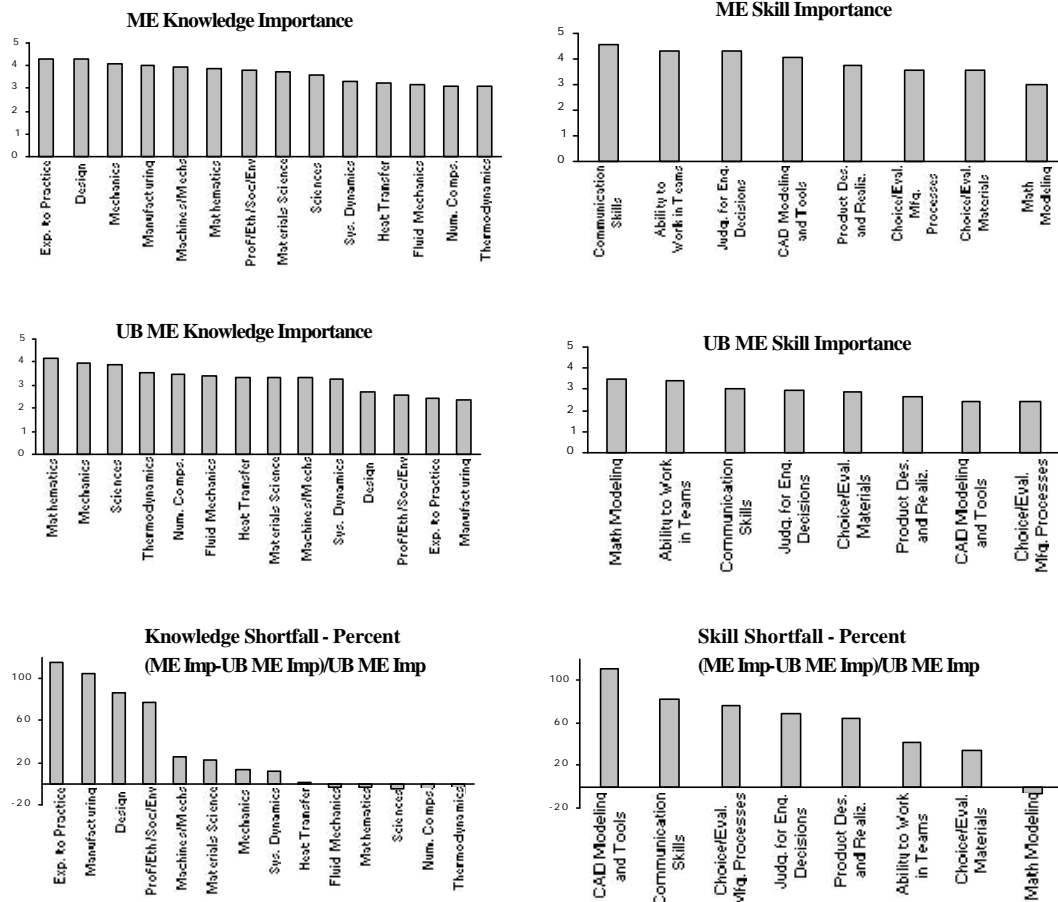 ME Knowledge Importance
5
4
3
2
1
0
Exp. to Practice
Design
Mechanics
Manufacturing
Machines/Mechs
Mathematics
Prof/Eth/Soc/Env
Materials Science
Sciences
Sys. Dynamics
Heat Transfer
Fluid Mechanics
Num. Comps.
Thermodynamics
ME Skill Importance
5
4
3
2
1
0
Communication
Skills
Ability to
Work in Teams
Judg. for Eng.
Decisions
CAD Modeling
and Tools
Product Des.
and Realiz.
Choice/Eval.
Mfg.
Processes
Choice/Eval.
Materials
Math
Modeling
UB ME Knowledge Importance
5
4
3
2
1
0
Mathematics
Mechanics
Sciences
Thermodynamics
Num. Comps.
Fluid Mechanics
Heat Transfer
Materials Science
Machines/Mechs
Sys. Dynamics
Design
Prof/Eth/Soc/Env
Exp. to Practice
Manufacturing
UB ME Skill Importance
5
4
3
2
1
0
Math Modeling
Ability to Work
in Teams
Communication
Skills
Judg. for Eng.
Decisions
Choice/Eval.
Materials
Product Des.
and Realiz.
CAD Modeling
and Tools
Choice/Eval.
Mfg. Processes
Knowledge Shortfall - Percent
(ME Imp-UB ME Imp)/UB ME Imp
100
60
20
-20
Exp. to Practice
Manufacturing
Design
Prof/Eth/Soc/Env
Machines/Mechs
Materials Science
Mechanics
Sys. Dynamics
Heat Transfer
Fluid Mechanics
Mathematics
Sciences
Num. Comps.
Thermodynamics
Skill Shortfall - Percent
(ME Imp-UB ME Imp)/UB ME Imp
100
60
20
-20
CAD Modeling
and Tools
Communication
Skills
Choice/Eval.
Mfg. Processes
Judg. for Eng.
Decisions
Product Des.
and Realiz.
Ability to Work
in Teams
Choice/Eval.
Materials
Math Modeling